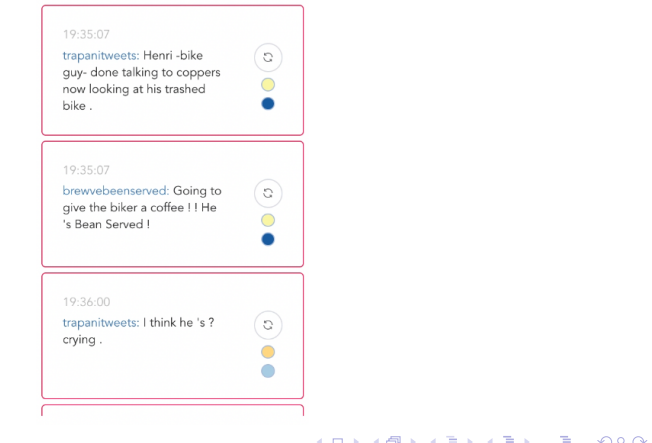 19:35:07
trapanitweets: Henri -bike
guy- done talking to coppers
now looking at his trashed
bike .
19:35:07
brewvebeenserved: Going to
give the biker a coffee ! ! He
's Bean Served !
19:36:00
trapanitweets: I think he 's ?
crying .